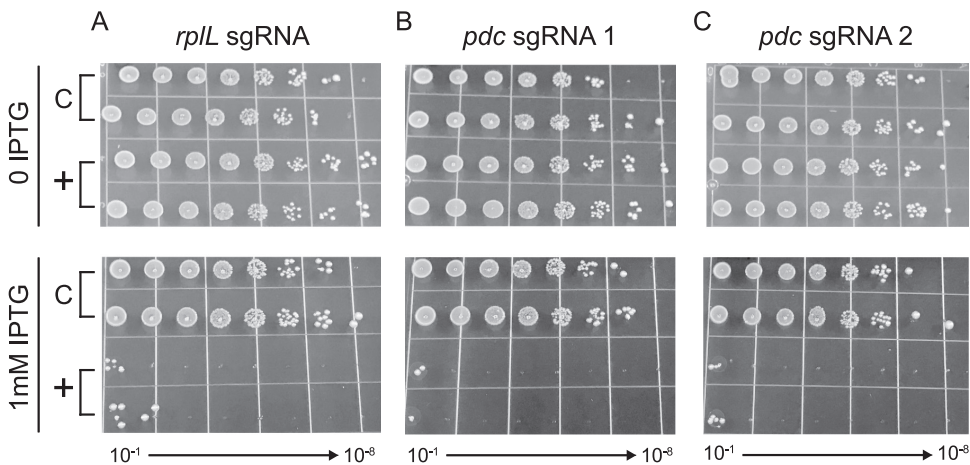 A
rplL sgRNA
B
pdc sgRNA 1
C
pdc sgRNA 2
0 IPTG
C
+
1mM IPTG
C
+
10⁻¹ 10⁻⁸
10⁻¹ 10⁻⁸
10⁻¹ 10⁻⁸